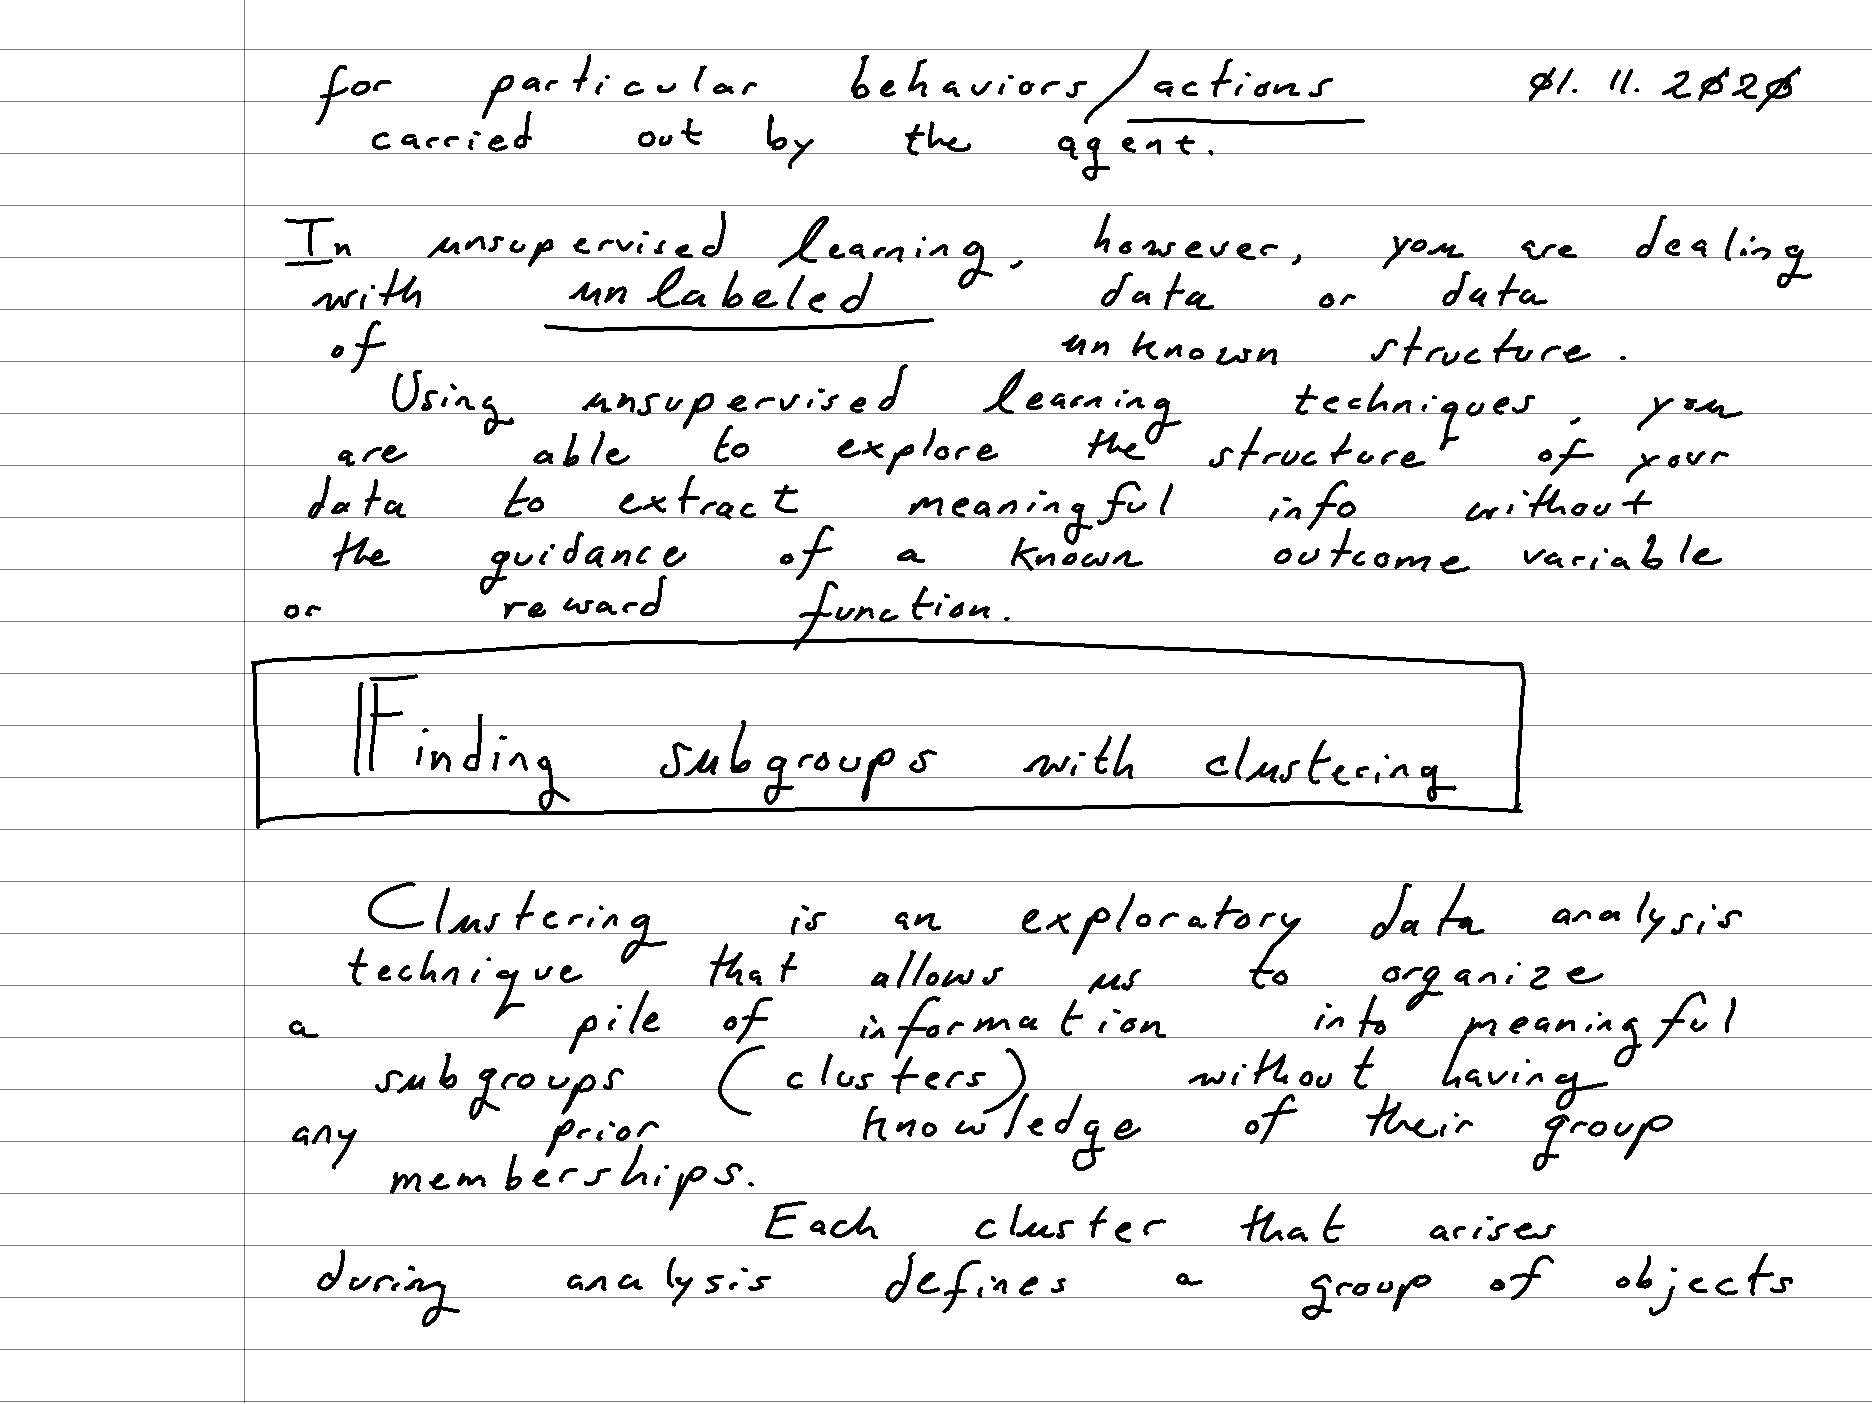 for particular behaviors/actions 01.11.2020
carried out by the agent.
In unsupervised learning, however, you are dealing
with unlabeled data or data
of unknown structure.
Using unsupervised learning techniques, you
are able to explore the structure of your
data to extract meaningful info without
the guidance of a known outcome variable
or reward function.
Finding subgroups with clustering
Clustering is an exploratory data analysis
technique that allows us to organize
a pile of information into meaningful
subgroups (clusters) without having
any prior knowledge of their group
memberships.
Each cluster that arises
during analysis defines a group of objects